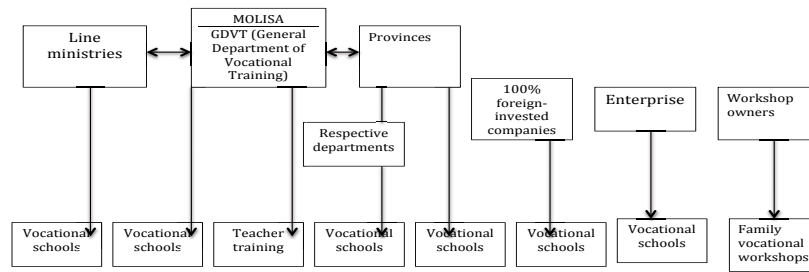 MOLISA
GDVT (General
Department of
Vocational
Training)
Line
ministries
Provinces
100%
foreign-
invested
companies
Enterprise
Workshop
owners
Respective
departments
Vocational
schools
Vocational
schools
Teacher
training
Vocational
schools
Vocational
schools
Vocational
schools
Vocational
schools
Family
vocational
workshops